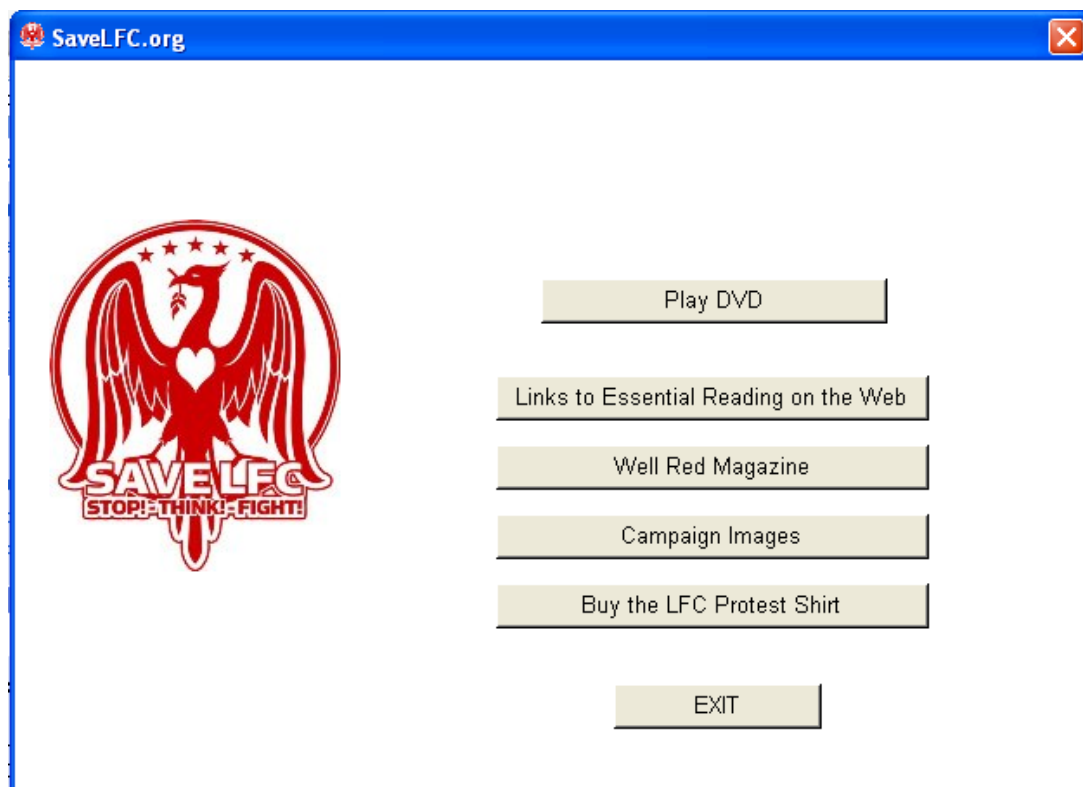 SaveLFC.org
SAVE LFC
STOP!-THINK!-FIGHT!
Play DVD
Links to Essential Reading on the Web
Well Red Magazine
Campaign Images
Buy the LFC Protest Shirt
EXIT